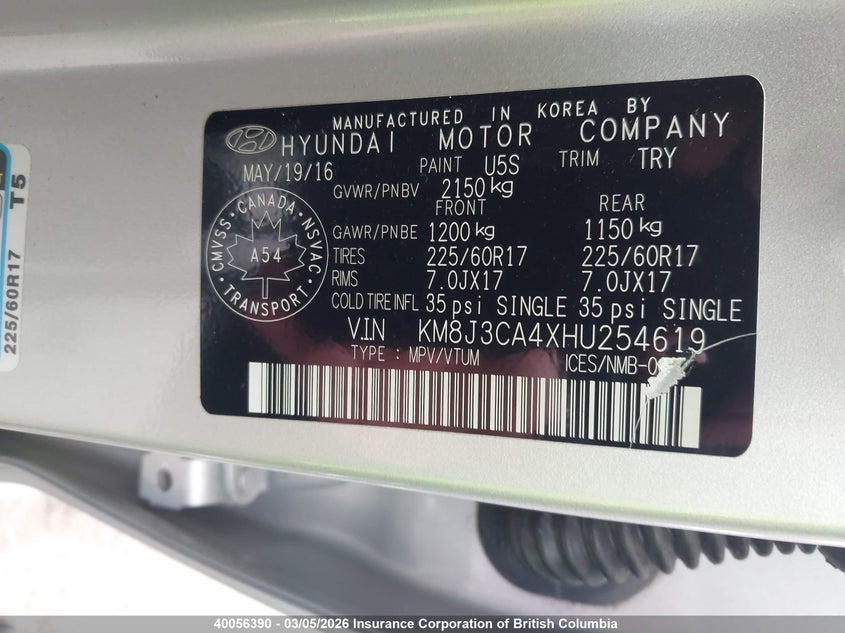 MANUFACTURED IN KOREA BY
HYUNDAI MOTOR COMPANY
MAY/19/16 PAINT U5S TRIM TRY
GVWR/PNBV 2150 kg
FRONT REAR
GAWR/PNBE 1200 kg 1150 kg
TIRES 225/60R17 225/60R17
RIMS 7.0JX17 7.0JX17
COLD TIRE INFL 35 psi SINGLE 35 psi SINGLE
V.I.N KM8J3CA4XHU254619
TYPE : MPV/VTUM ICES/NMB-0
CMVSS · CANADA · NSVAC
A54
TRANSPORT
225/60R17 T5
40056390 - 03/05/2026 Insurance Corporation of British Columbia